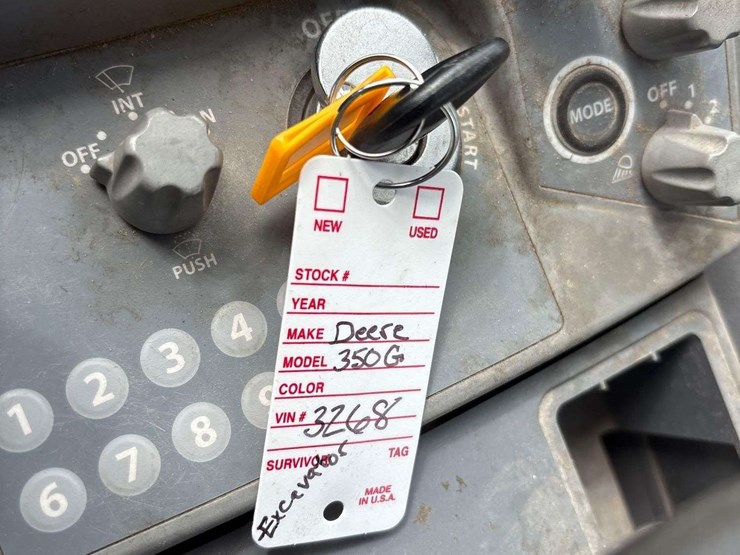 OFF
START
INT
N
OFF
PUSH
MODE
OFF 1
2
NEW
USED
STOCK #
YEAR
MAKE Deere
MODEL 350G
COLOR
VIN # 3268
SURVIVOR
TAG
Excavator
MADE
IN U.S.A.
1 2 3 4
6 7 8